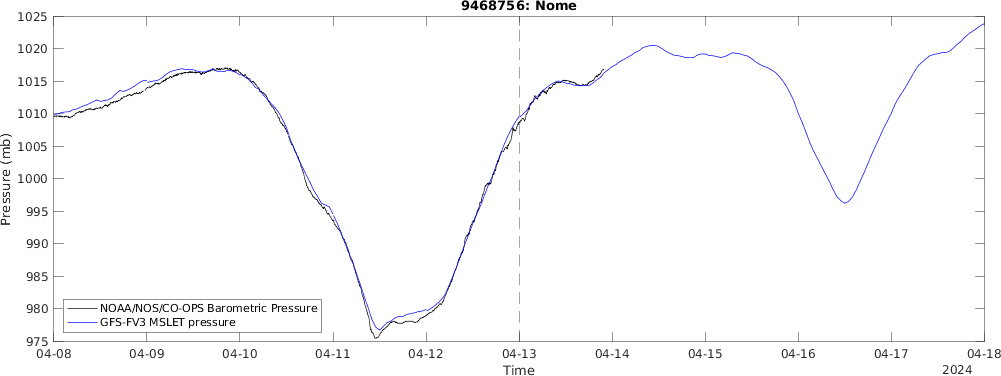 9468756: Nome
1025
1020
1015
1010
1005
1000
995
990
985
980
975
Pressure (mb)
NOAA/NOS/CO-OPS Barometric Pressure
GFS-FV3 MSLET pressure
04-08 04-09 04-10 04-11 04-12 04-13 04-14 04-15 04-16 04-17 04-18
Time
2024